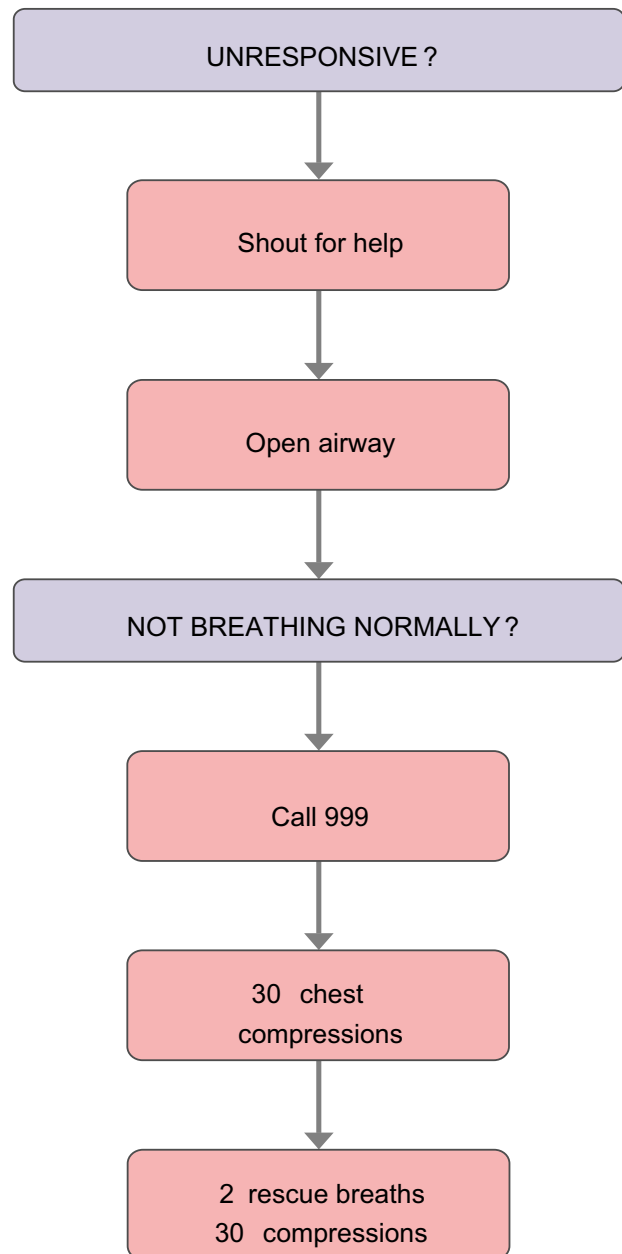 UNRESPONSIVE ?
Shout for help
Open airway
NOT BREATHING NORMALLY ?
Call 999
30 chest
compressions
2 rescue breaths
30 compressions